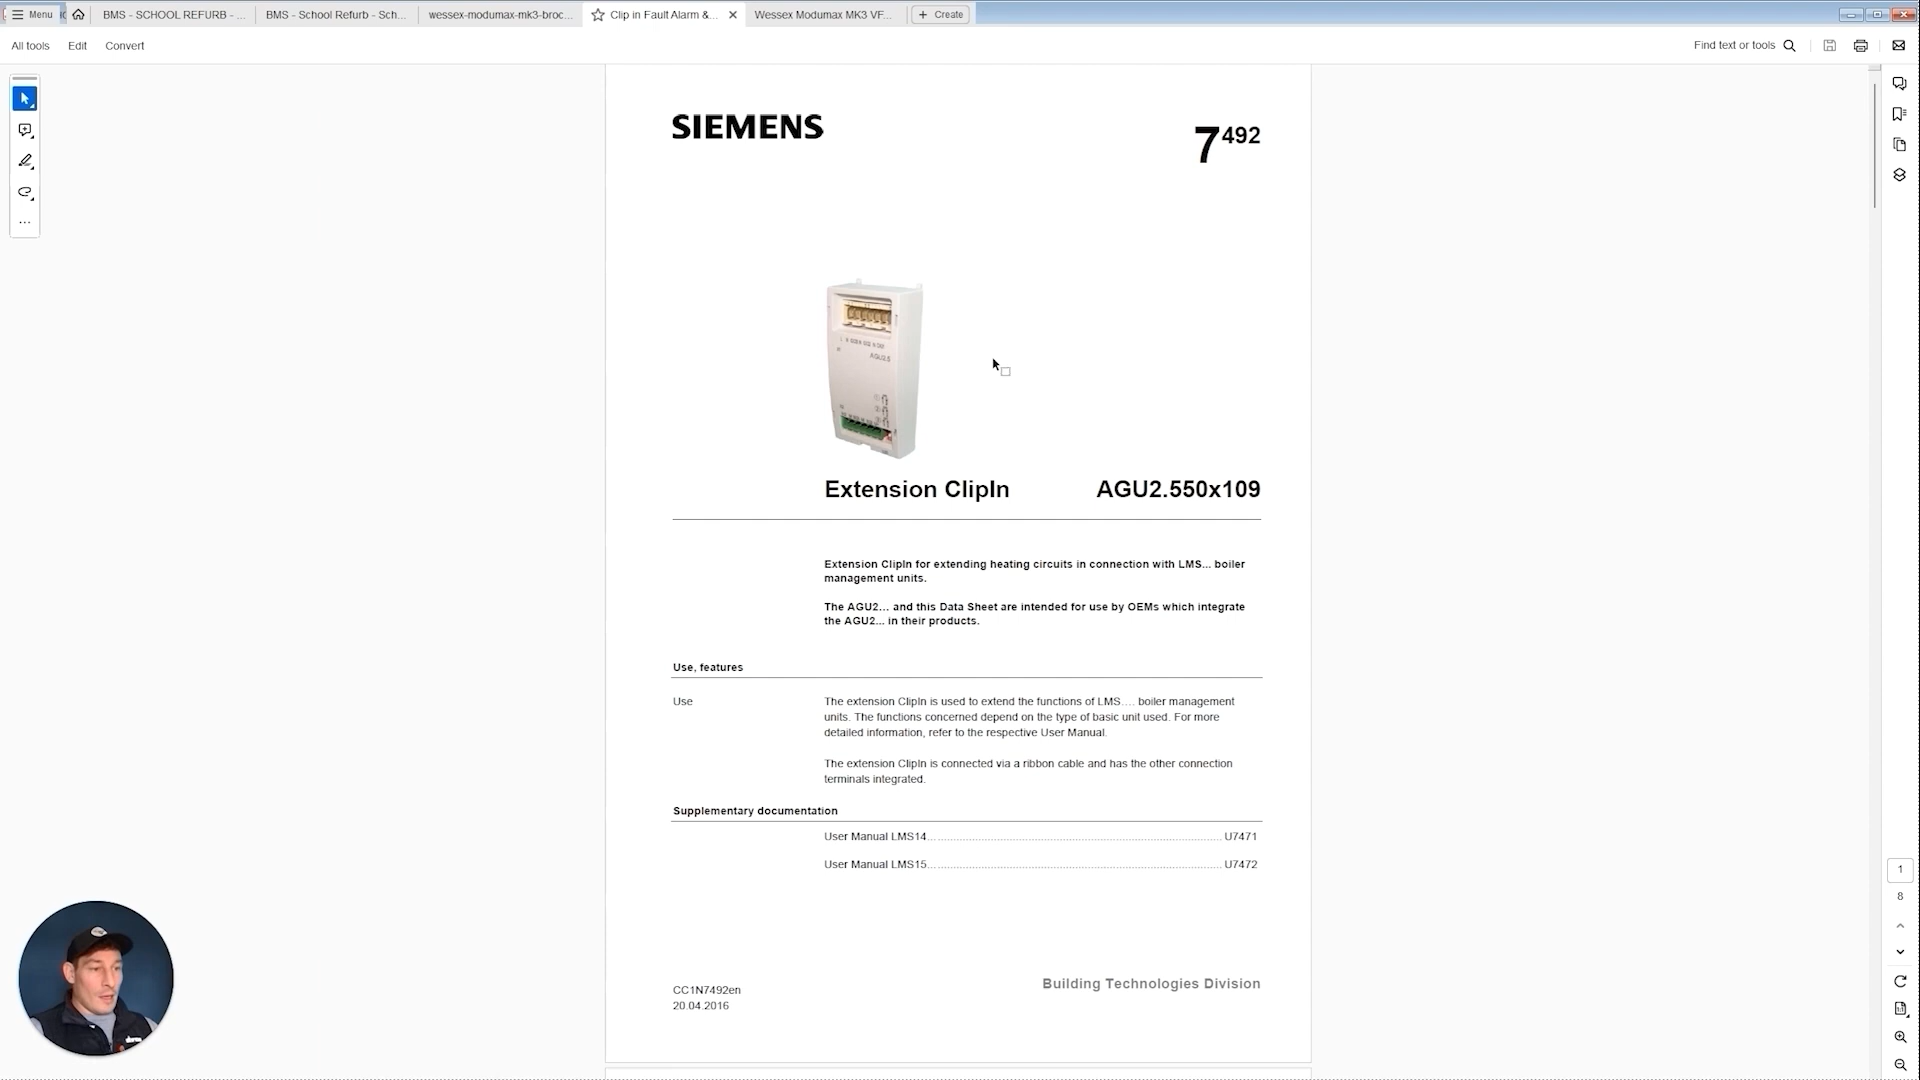 Menu
BMS - SCHOOL REFURB - ...
BMS - School Refurb - Sch...
wessex-modumax-mk3-broc...
Clip in Fault Alarm &...
Wessex Modumax MK3 VF...
Create
All tools
Edit
Convert
Find text or tools
SIEMENS
7492
AGU2.5
Extension ClipIn
AGU2.550x109
Extension ClipIn for extending heating circuits in connection with LMS... boiler
management units.
The AGU2... and this Data Sheet are intended for use by OEMs which integrate
the AGU2... in their products.
Use, features
Use
The extension ClipIn is used to extend the functions of LMS.... boiler management
units. The functions concerned depend on the type of basic unit used. For more
detailed information, refer to the respective User Manual.
The extension ClipIn is connected via a ribbon cable and has the other connection
terminals integrated.
Supplementary documentation
User Manual LMS14 U7471
User Manual LMS15 U7472
CC1N7492en
20.04.2016
Building Technologies Division
1
8